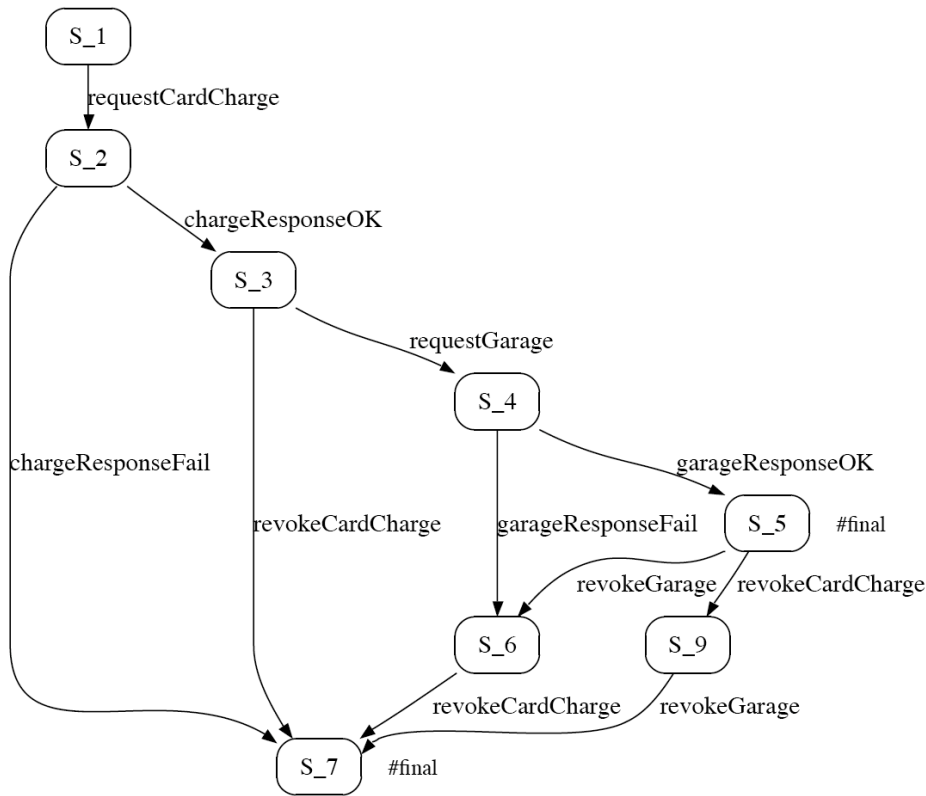 S_1
requestCardCharge
S_2
chargeResponseOK
S_3
requestGarage
S_4
chargeResponseFail
garageResponseOK
revokeCardCharge
garageResponseFail
S_5
#final
revokeGarage
revokeCardCharge
S_6
S_9
revokeCardCharge
revokeGarage
S_7
#final